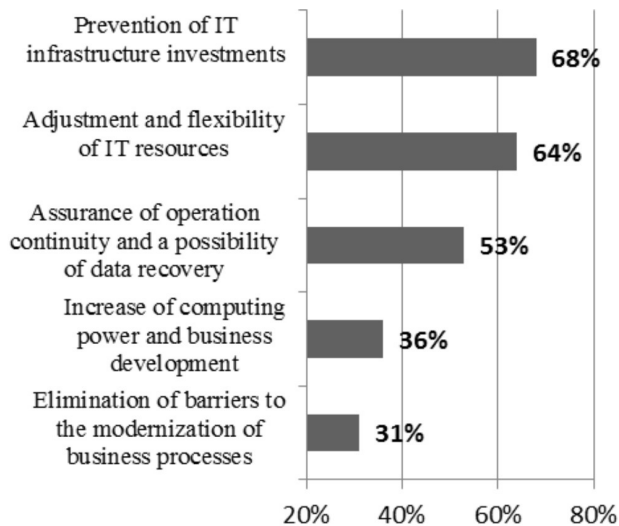 Prevention of IT
infrastructure investments
68%
Adjustment and flexibility
of IT resources
64%
Assurance of operation
continuity and a possibility
of data recovery
53%
Increase of computing
power and business
development
36%
Elimination of barriers to
the modernization of
business processes
31%
20% 40% 60% 80%